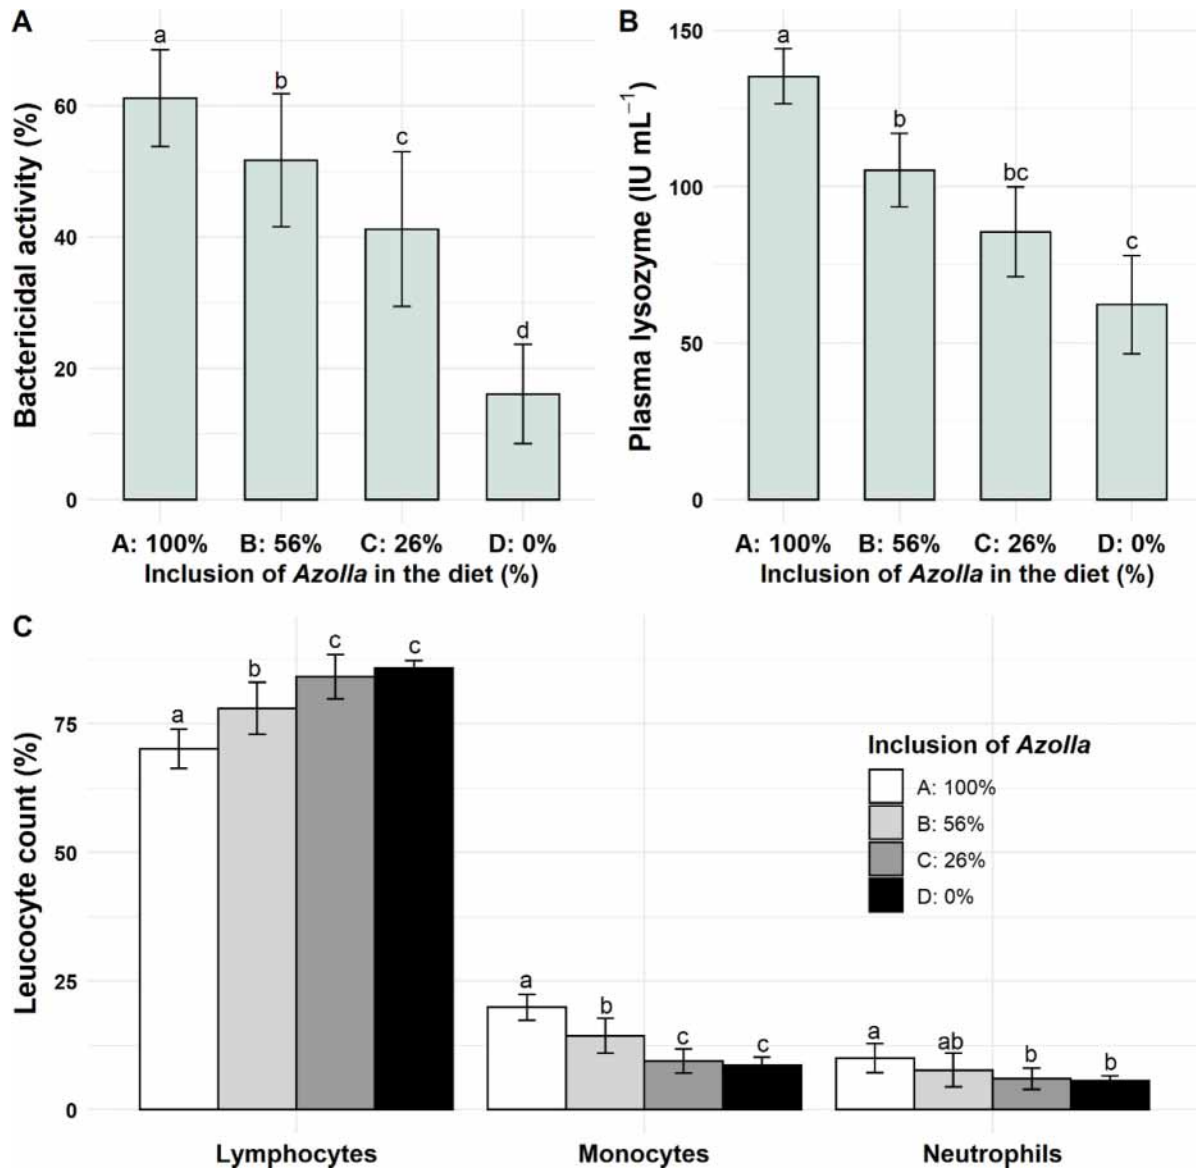 A
Bactericidal activity (%)
60
40
20
0
a
b
c
d
A: 100% B: 56% C: 26% D: 0%
Inclusion of Azolla in the diet (%)
B
Plasma lysozyme (IU mL⁻¹)
150
100
50
0
a
b
bc
c
A: 100% B: 56% C: 26% D: 0%
Inclusion of Azolla in the diet (%)
C
Leucocyte count (%)
75
50
25
0
a
b
c
c
a
b
c
c
a
ab
b
b
Inclusion of Azolla
A: 100%
B: 56%
C: 26%
D: 0%
Lymphocytes Monocytes Neutrophils